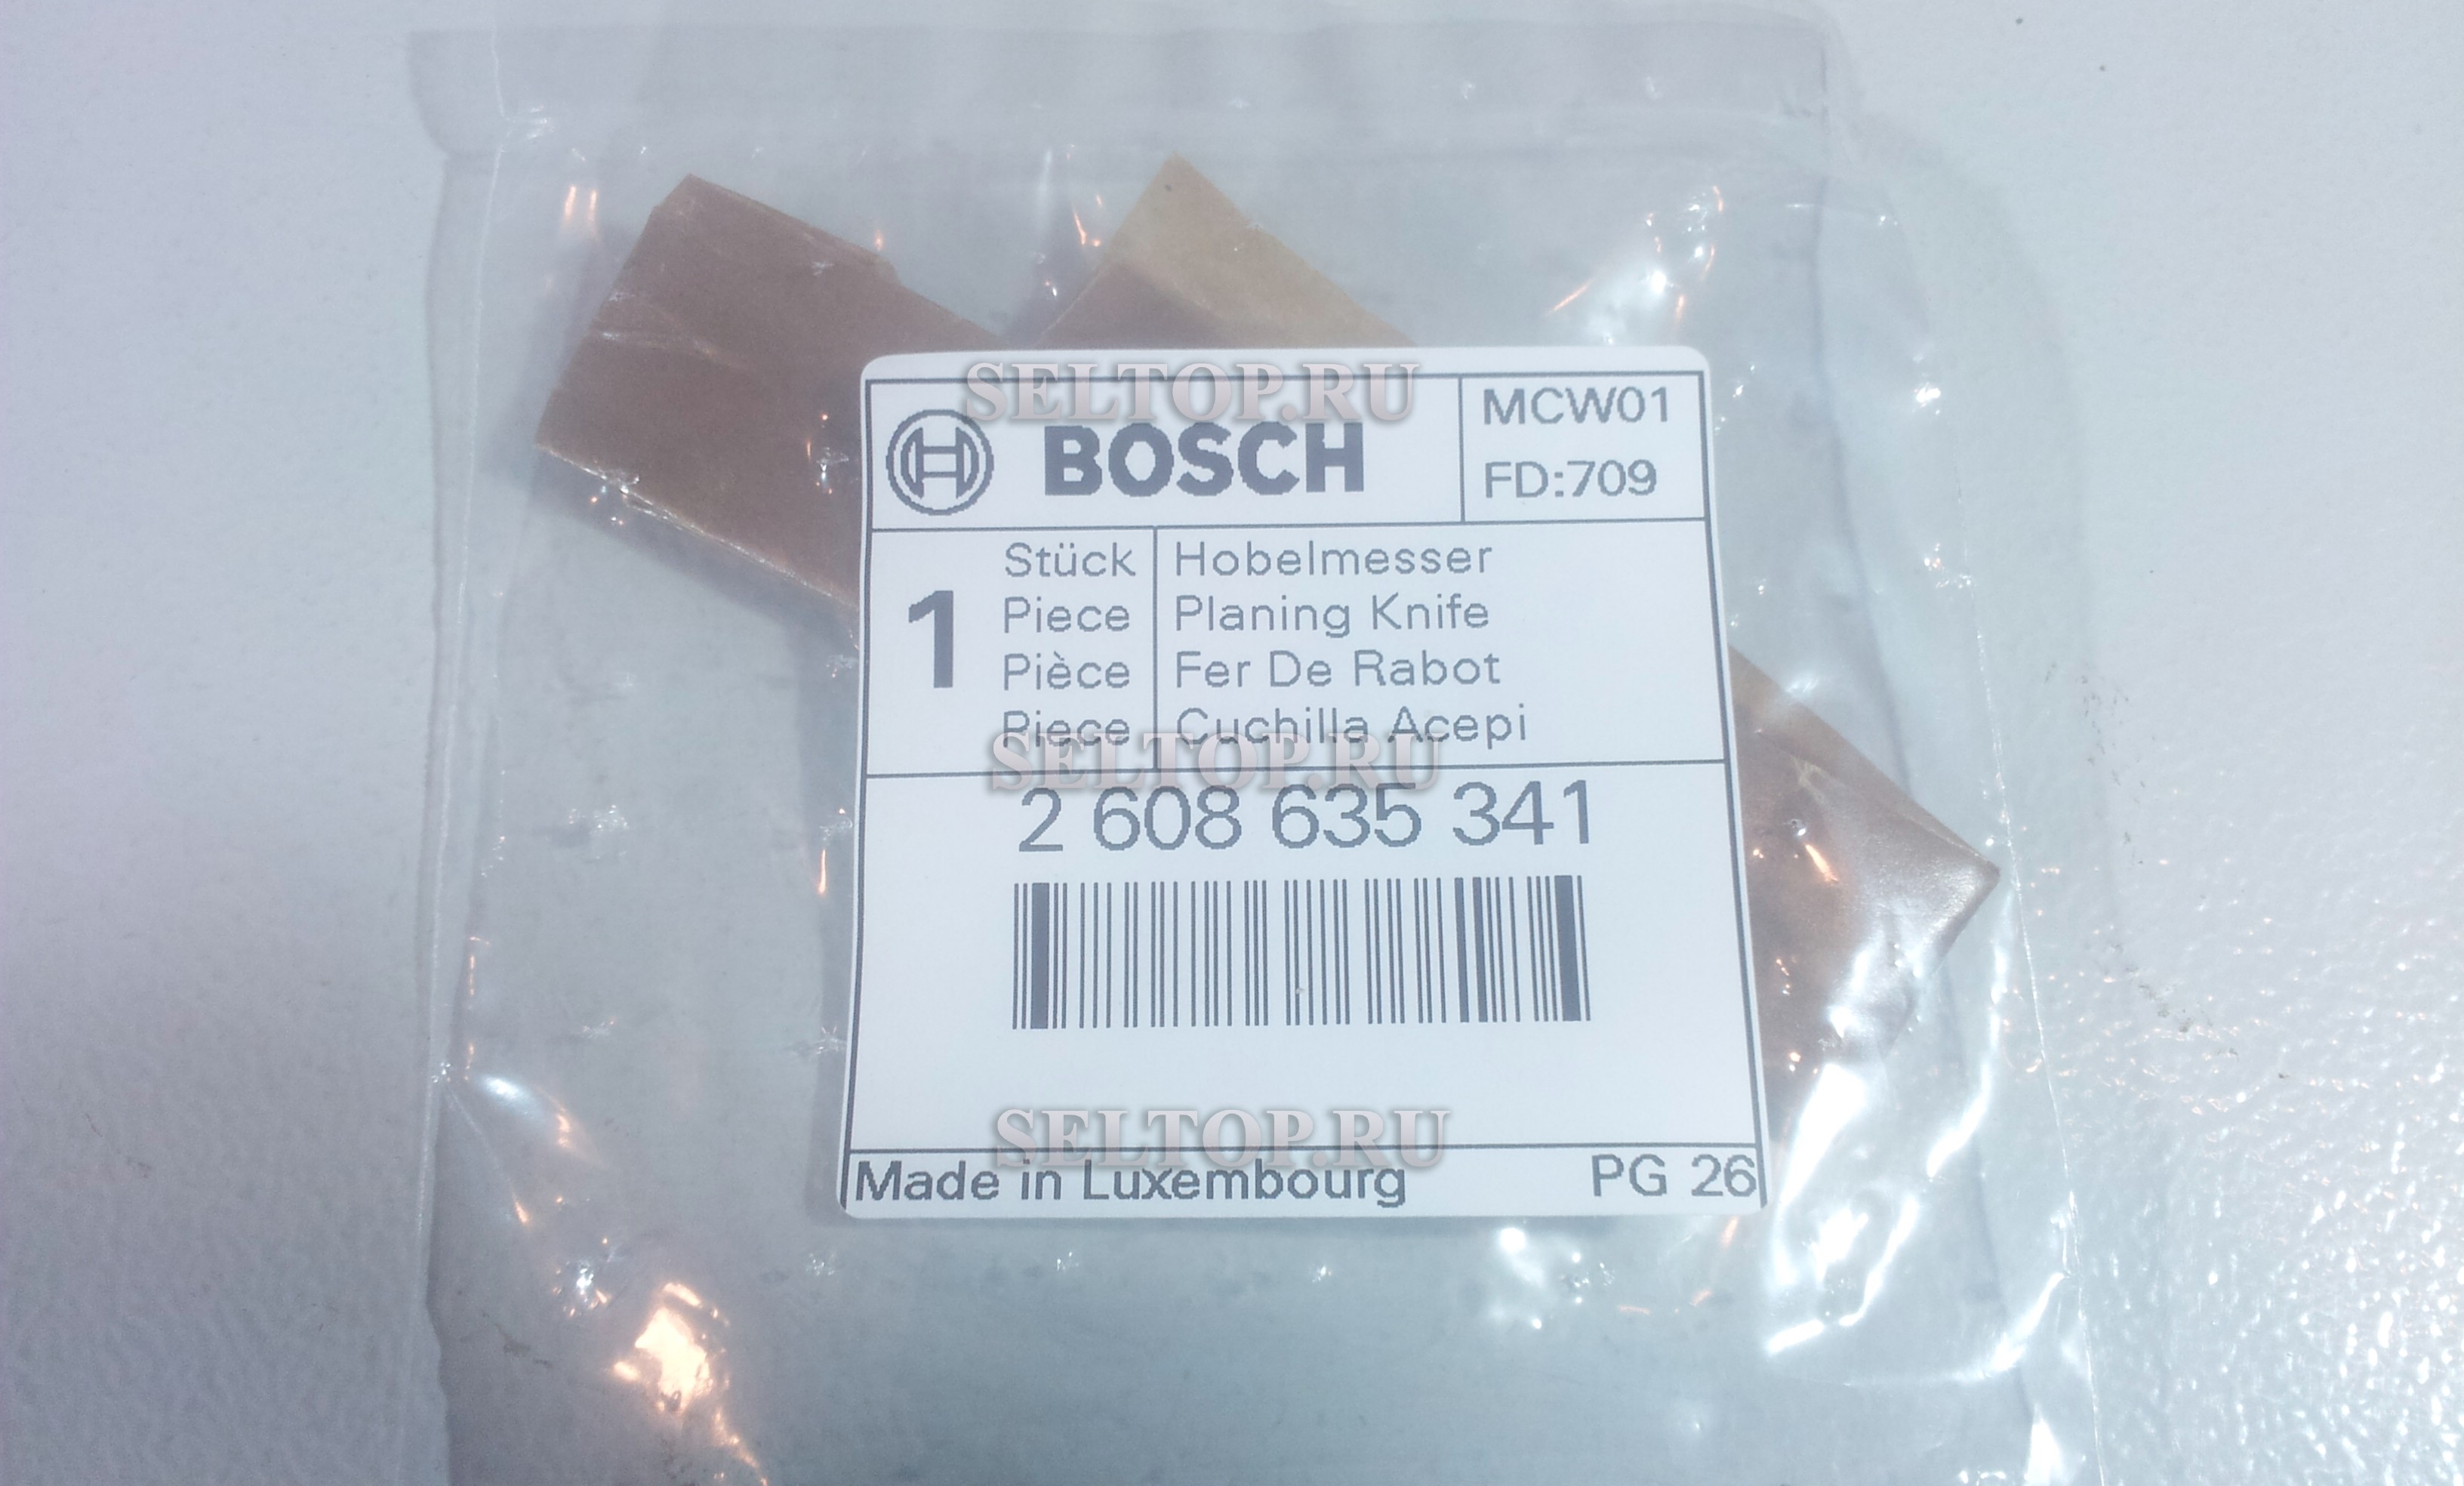 SELTOP.RU
BOSCH
MCW01
FD:709
1
Stück
Piece
Pièce
Piece
Hobelmesser
Planing Knife
Fer De Rabot
Cuchilla Acepi
SELTOP.RU
2 608 635 341
SELTOP.RU
Made in Luxembourg
PG 26